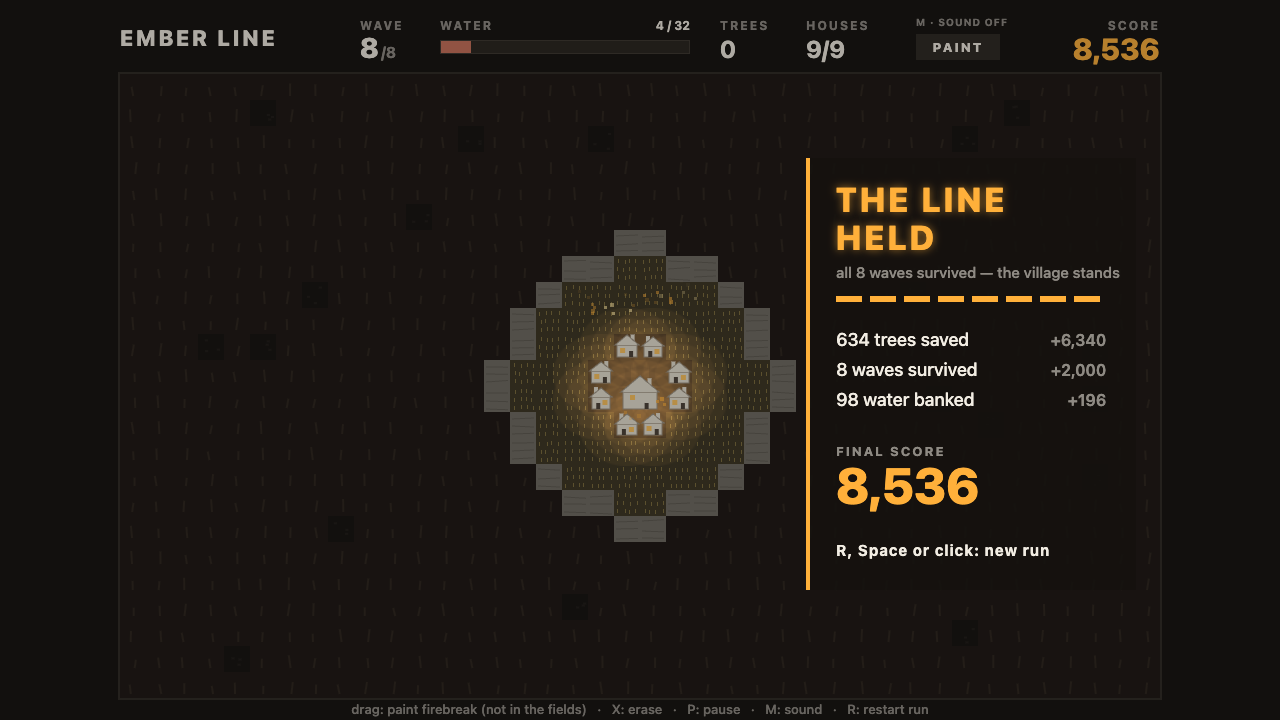 EMBER LINE
WAVE
8/8
WATER
4 / 32
TREES
0
HOUSES
9/9
M · SOUND OFF
PAINT
SCORE
8,536
THE LINE
HELD
all 8 waves survived — the village stands
634 trees saved +6,340
8 waves survived +2,000
98 water banked +196
FINAL SCORE
8,536
R, Space or click: new run
drag: paint firebreak (not in the fields) · X: erase · P: pause · M: sound · R: restart run